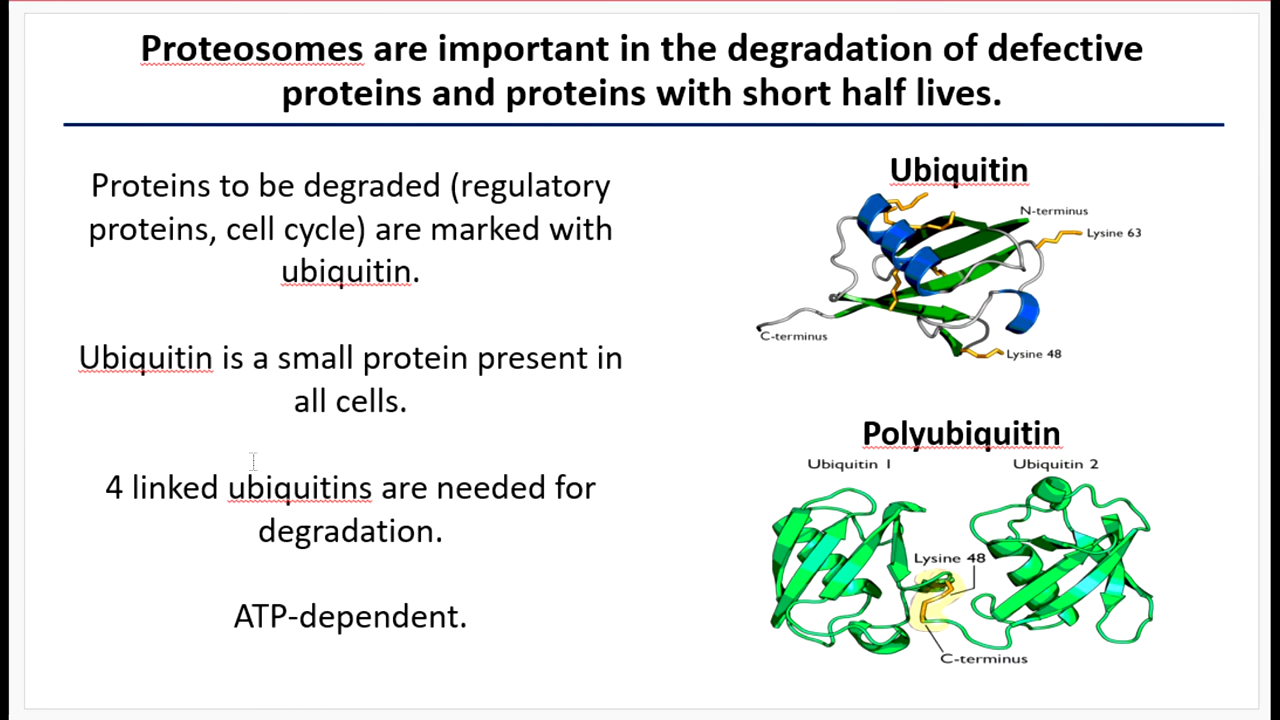 Proteosomes are important in the degradation of defective
proteins and proteins with short half lives.
Proteins to be degraded (regulatory
proteins, cell cycle) are marked with
ubiquitin.
Ubiquitin is a small protein present in
all cells.
4 linked ubiquitins are needed for
degradation.
ATP-dependent.
Ubiquitin
N-terminus
Lysine 63
C-terminus
Lysine 48
Polyubiquitin
Ubiquitin 1
Ubiquitin 2
Lysine 48
C-terminus